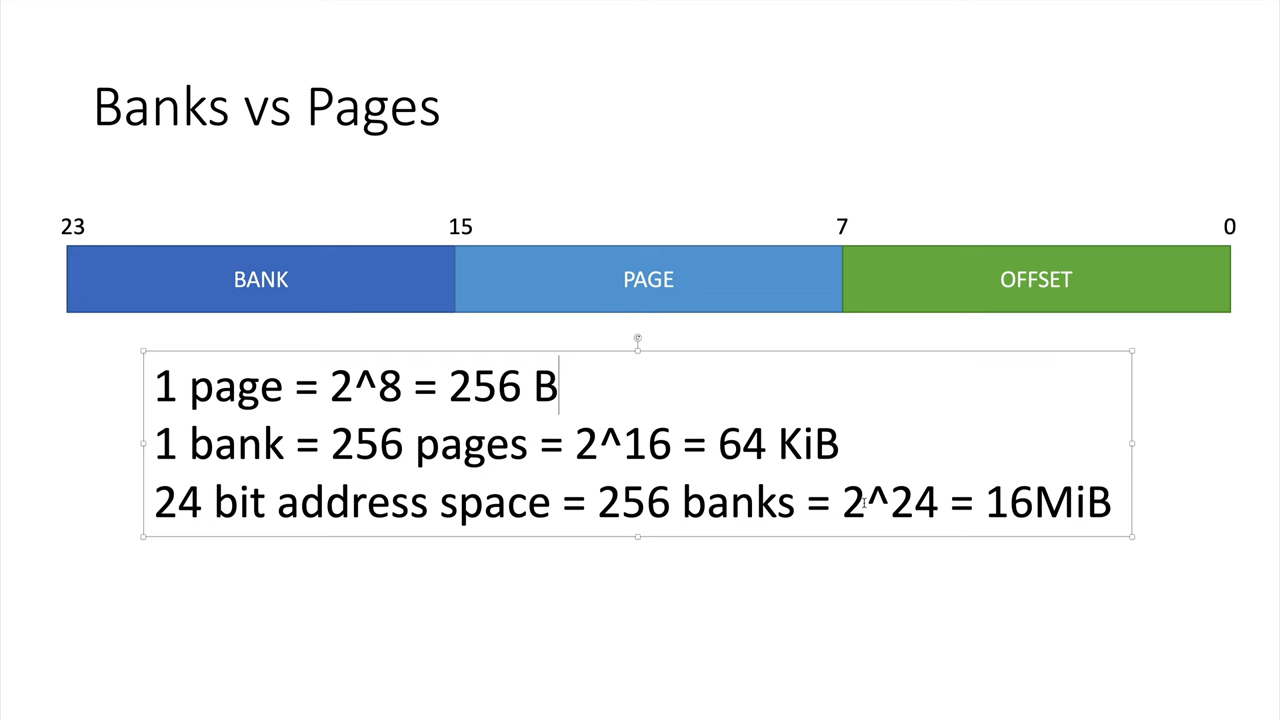 Banks vs Pages
23 15 7 0
BANK PAGE OFFSET
1 page = 2^8 = 256 B
1 bank = 256 pages = 2^16 = 64 KiB
24 bit address space = 256 banks = 2^24 = 16MiB